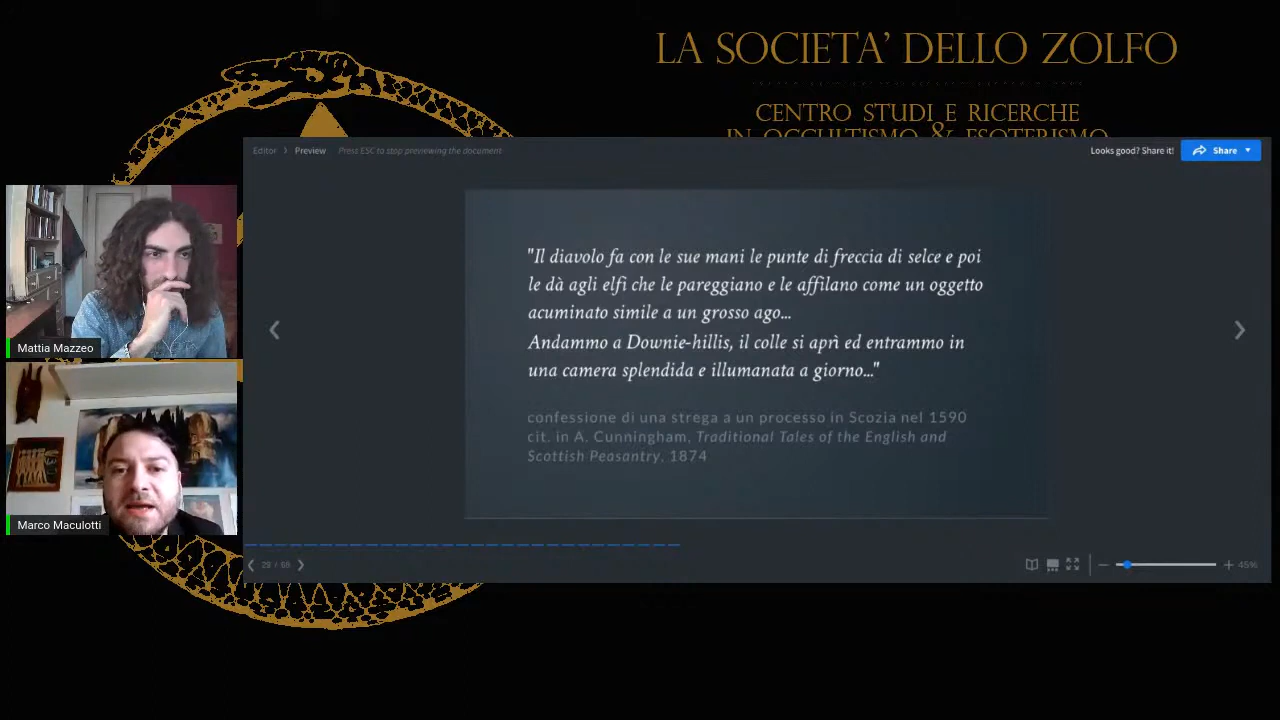 LA SOCIETA' DELLO ZOLFO
CENTRO STUDI E RICERCHE
IN OCCULTISMO & ESOTERISMO
Editor > Preview Press ESC to stop previewing the document
Looks good? Share it! Share
"Il diavolo fa con le sue mani le punte di freccia di selce e poi
le dà agli elfi che le pareggiano e le affilano come un oggetto
acuminato simile a un grosso ago...
Andammo a Downie-hillis, il colle si aprì ed entrammo in
una camera splendida e illumanata a giorno..."
confessione di una strega a un processo in Scozia nel 1590
cit. in A. Cunningham, Traditional Tales of the English and
Scottish Peasantry, 1874
Mattia Mazzeo
Marco Maculotti
45%